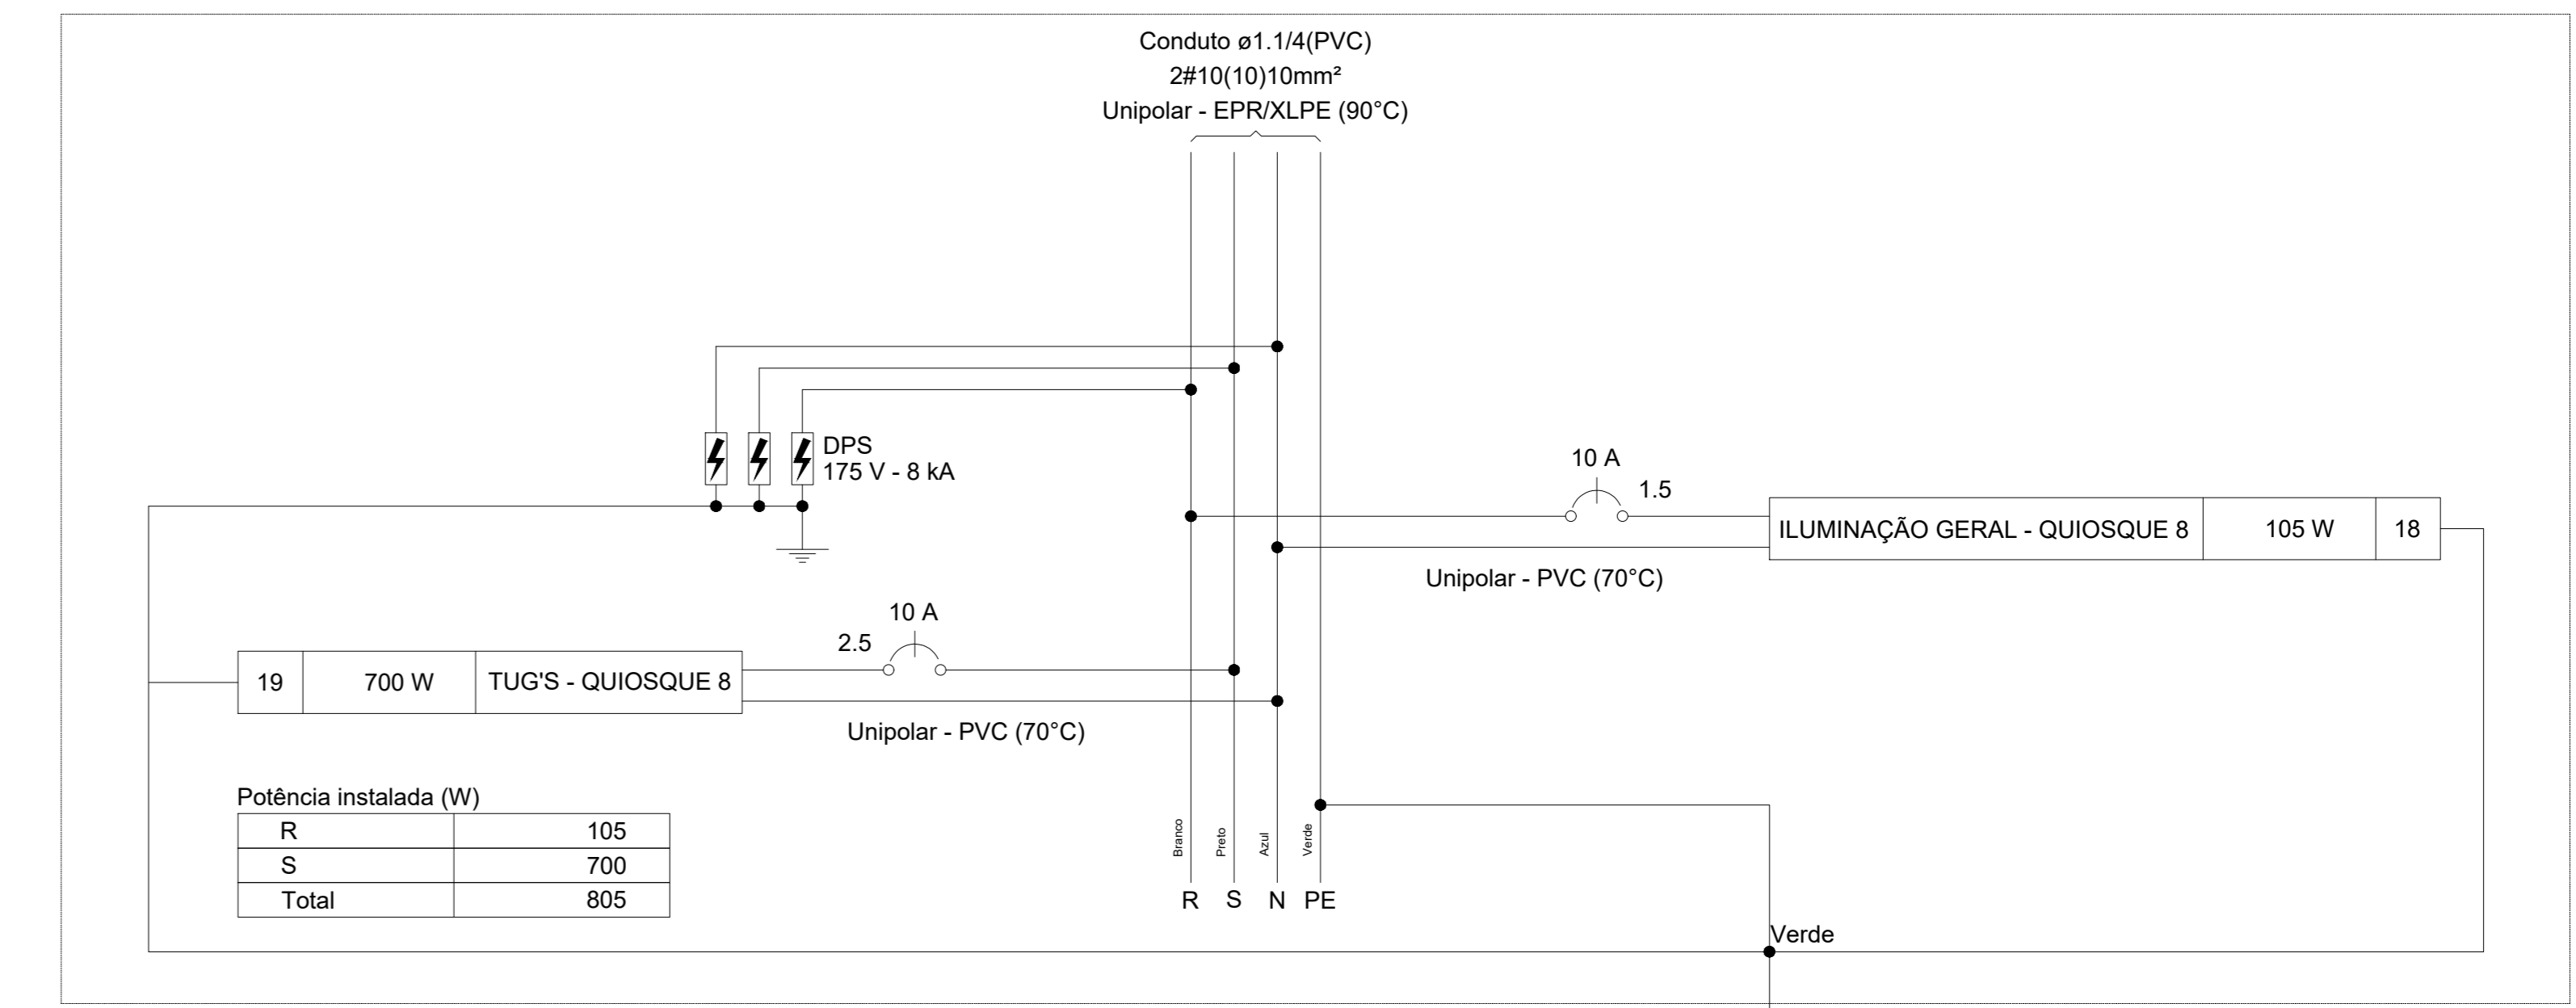 Conduto ø1.1/4(PVC)
2#10(10)10mm²
Unipolar - EPR/XLPE (90°C)
DPS
175 V - 8 kA
10 A
1.5
ILUMINAÇÃO GERAL - QUIOSQUE 8 105 W 18
Unipolar - PVC (70°C)
10 A
2.5
19 700 W TUG'S - QUIOSQUE 8
Unipolar - PVC (70°C)
Potência instalada (W)
R 105
S 700
Total 805
Branco
Preto
Azul
Verde
R S N PE
Verde